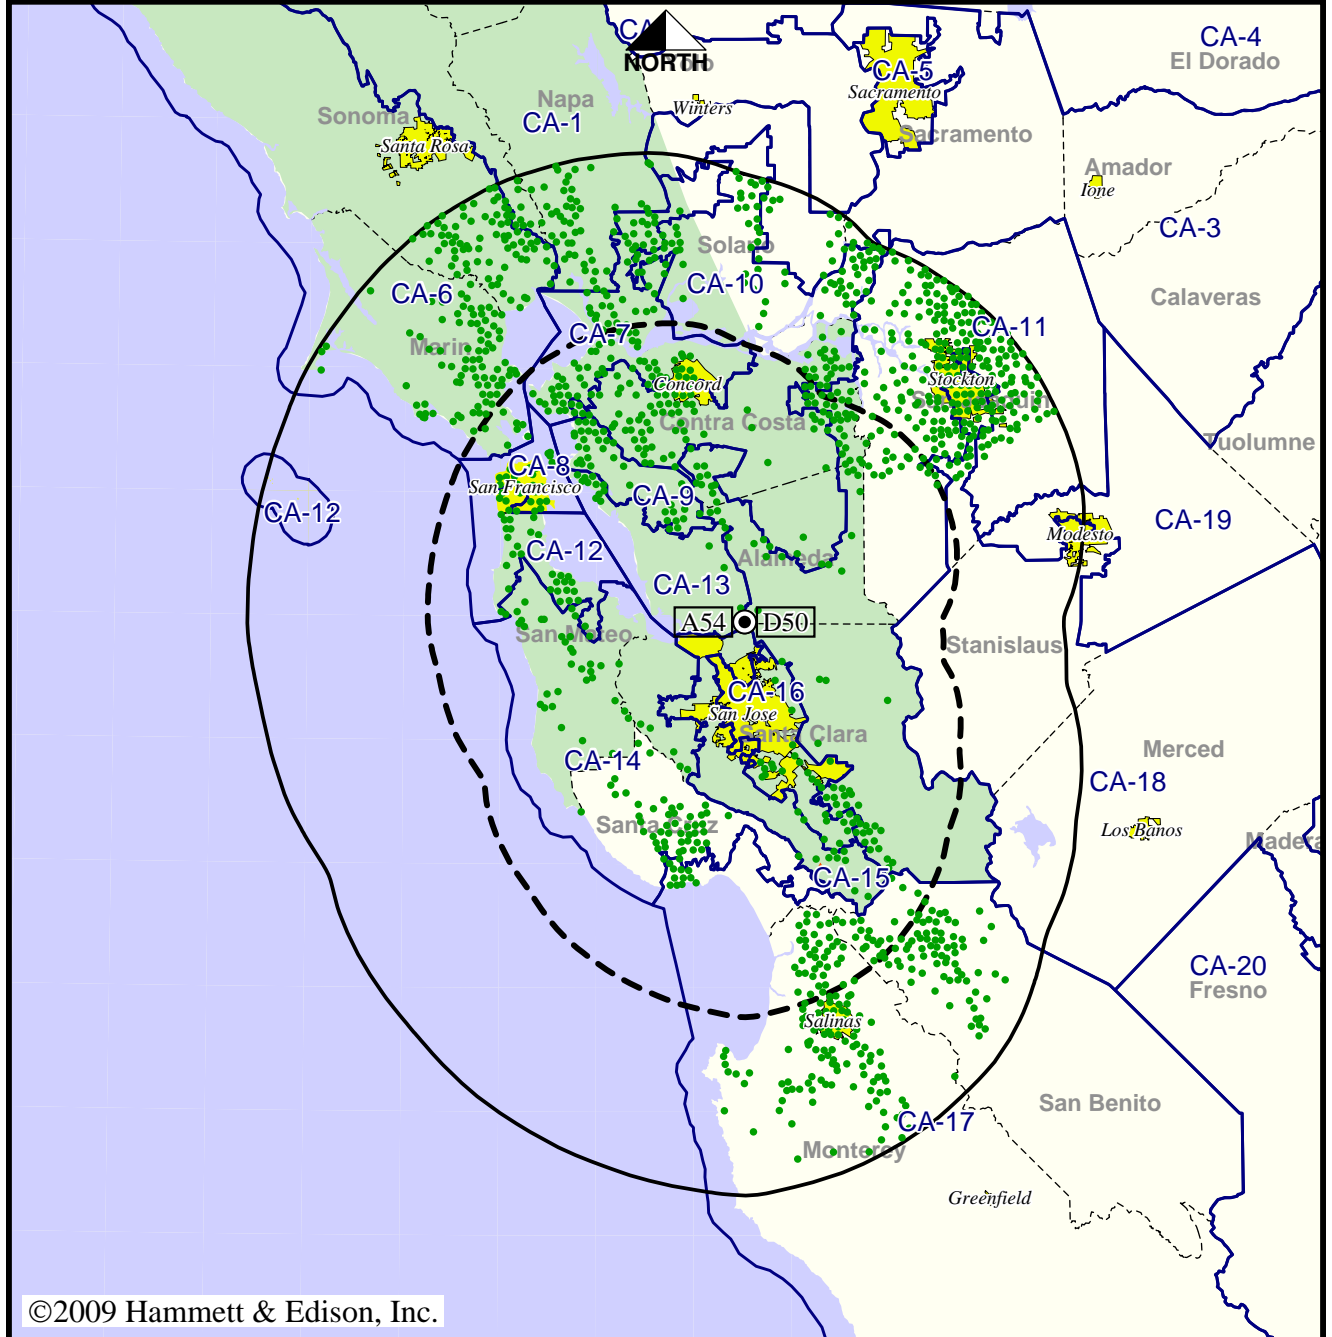 CA-4
El Dorado
NORTH
CA-5
Sacramento
Winters
Napa
CA-1
Sonoma
Santa Rosa
Sacramento
Amador
Ione
CA-3
Solano
CA-10
CA-6
Calaveras
CA-7
CA-11
Marin
Concord
Stockton
Contra Costa
Tuolumne
CA-8
San Francisco
CA-9
CA-12
CA-19
Modesto
CA-12
Alameda
CA-13
A54
D50
San Mateo
Stanislaus
CA-16
San Jose
Santa Clara
Merced
CA-14
CA-18
Santa Cruz
Los Banos
Madera
CA-15
CA-20
Fresno
Salinas
San Benito
CA-17
Monterey
Greenfield
©2009 Hammett & Edison, Inc.